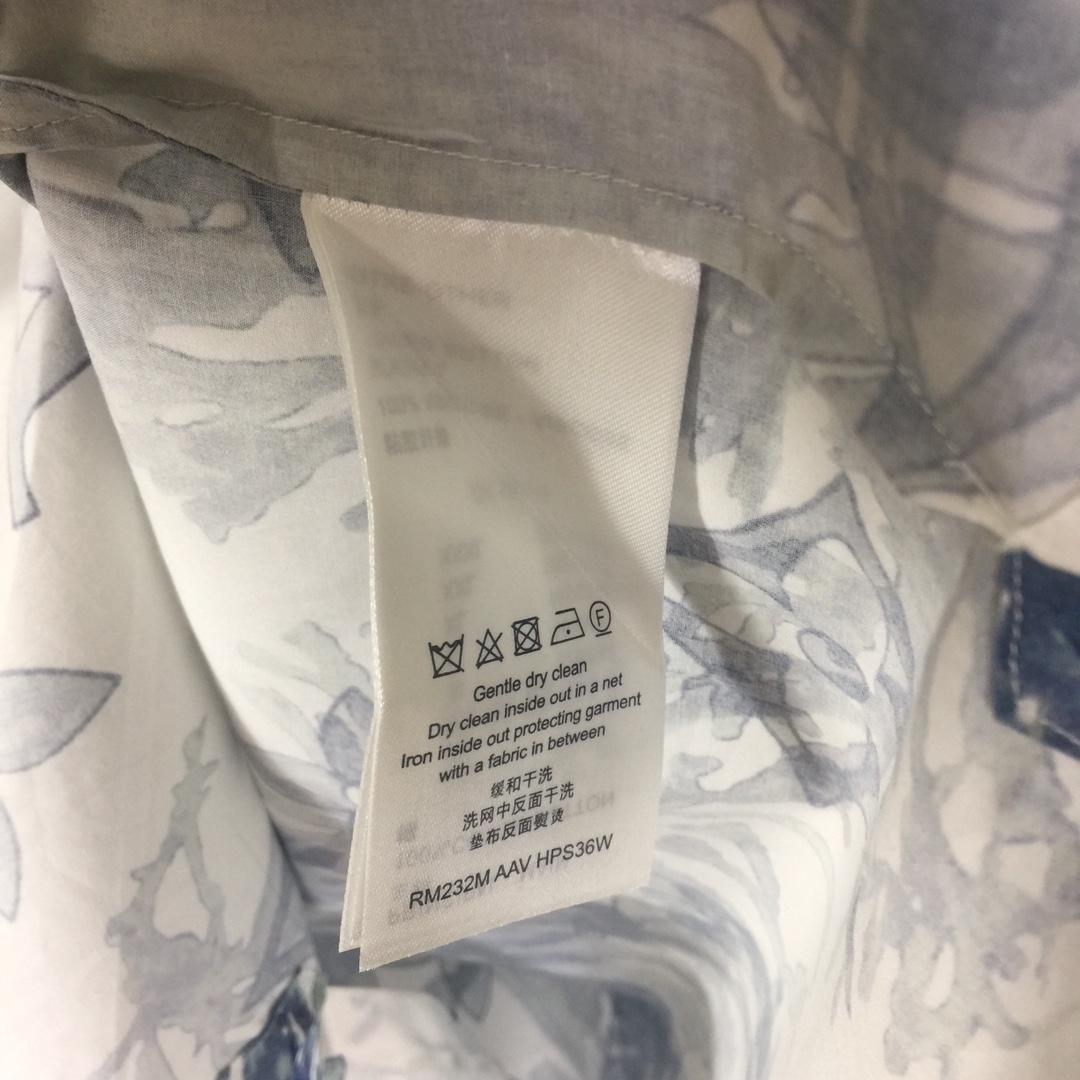 F
Gentle dry clean
Dry clean inside out in a net
Iron inside out protecting garment
with a fabric in between
缓和干洗
洗网中反面干洗
垫布反面熨烫
RM232M AAV HPS36W